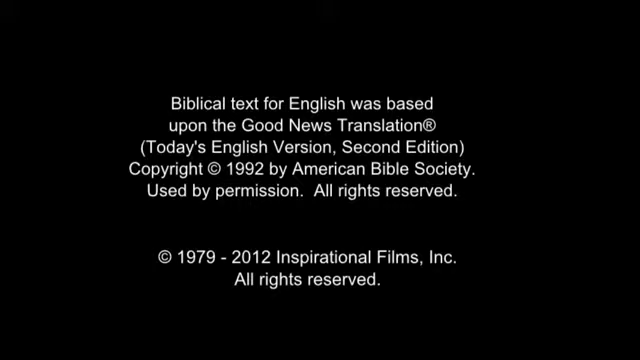 Biblical text for English was based
upon the Good News Translation®
(Today's English Version, Second Edition)
Copyright © 1992 by American Bible Society.
Used by permission.  All rights reserved.
© 1979 - 2012 Inspirational Films, Inc.
All rights reserved.